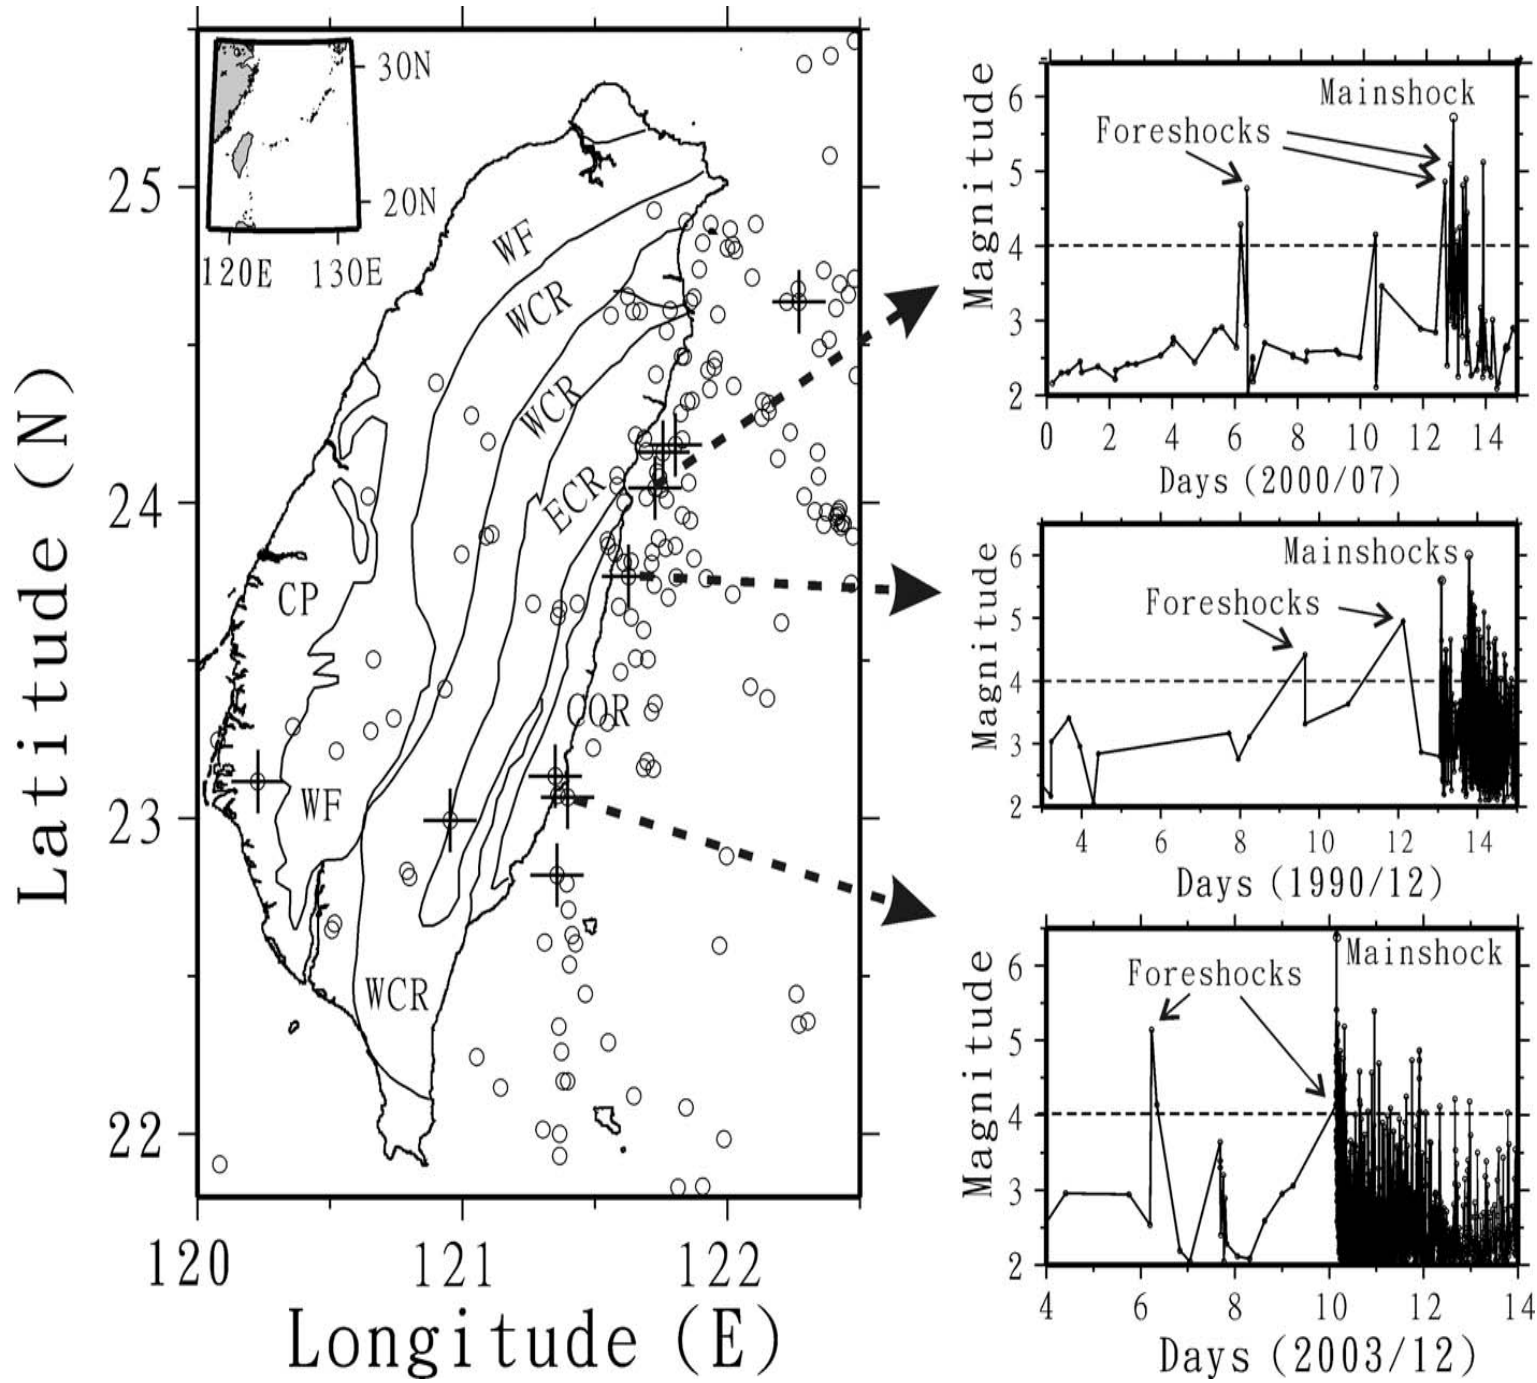 Latitude (N)
25
24
23
22
120
121
122
Longitude (E)
30N
20N
120E
130E
WF
WCR
WCR
ECR
CP
COR
WF
WCR
Magnitude
6
5
4
3
2
Mainshock
Foreshocks
0 2 4 6 8 10 12 14
Days (2000/07)
Magnitude
6
5
4
3
2
Mainshocks
Foreshocks
4 6 8 10 12 14
Days (1990/12)
Magnitude
6
5
4
3
2
Mainshock
Foreshocks
4 6 8 10 12 14
Days (2003/12)